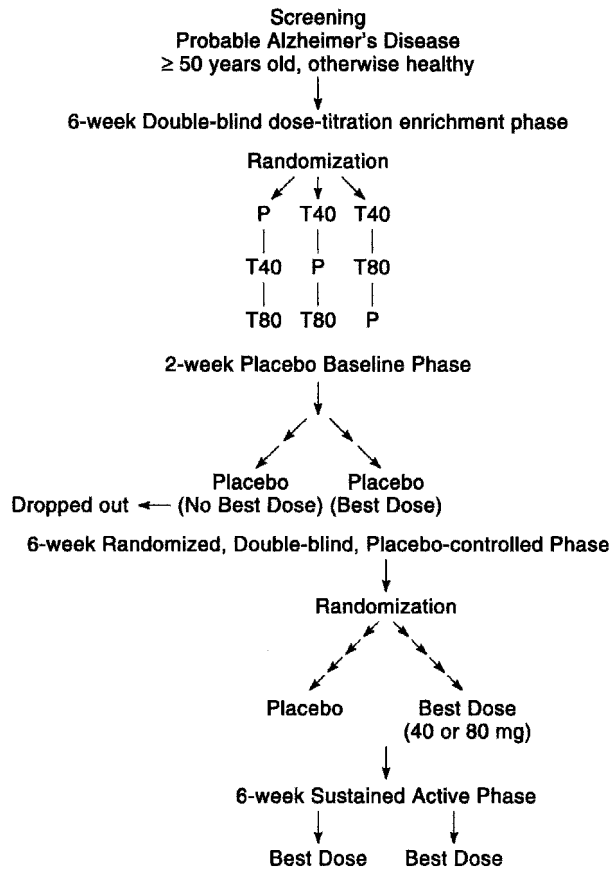 Screening
Probable Alzheimer's Disease
≥ 50 years old, otherwise healthy
6-week Double-blind dose-titration enrichment phase
Randomization
P T40 T40
T40 P T80
T80 T80 P
2-week Placebo Baseline Phase
Placebo Placebo
Dropped out (No Best Dose) (Best Dose)
6-week Randomized, Double-blind, Placebo-controlled Phase
Randomization
Placebo Best Dose
(40 or 80 mg)
6-week Sustained Active Phase
Best Dose Best Dose